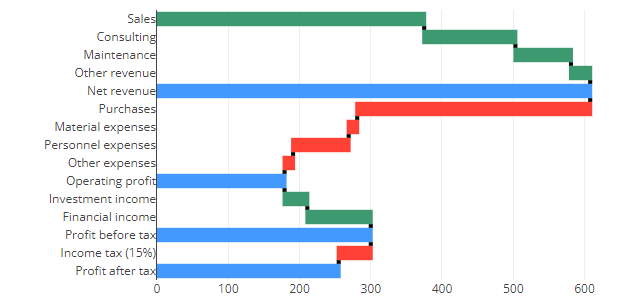 Sales
Consulting
Maintenance
Other revenue
Net revenue
Purchases
Material expenses
Personnel expenses
Other expenses
Operating profit
Investment income
Financial income
Profit before tax
Income tax (15%)
Profit after tax
0 100 200 300 400 500 600